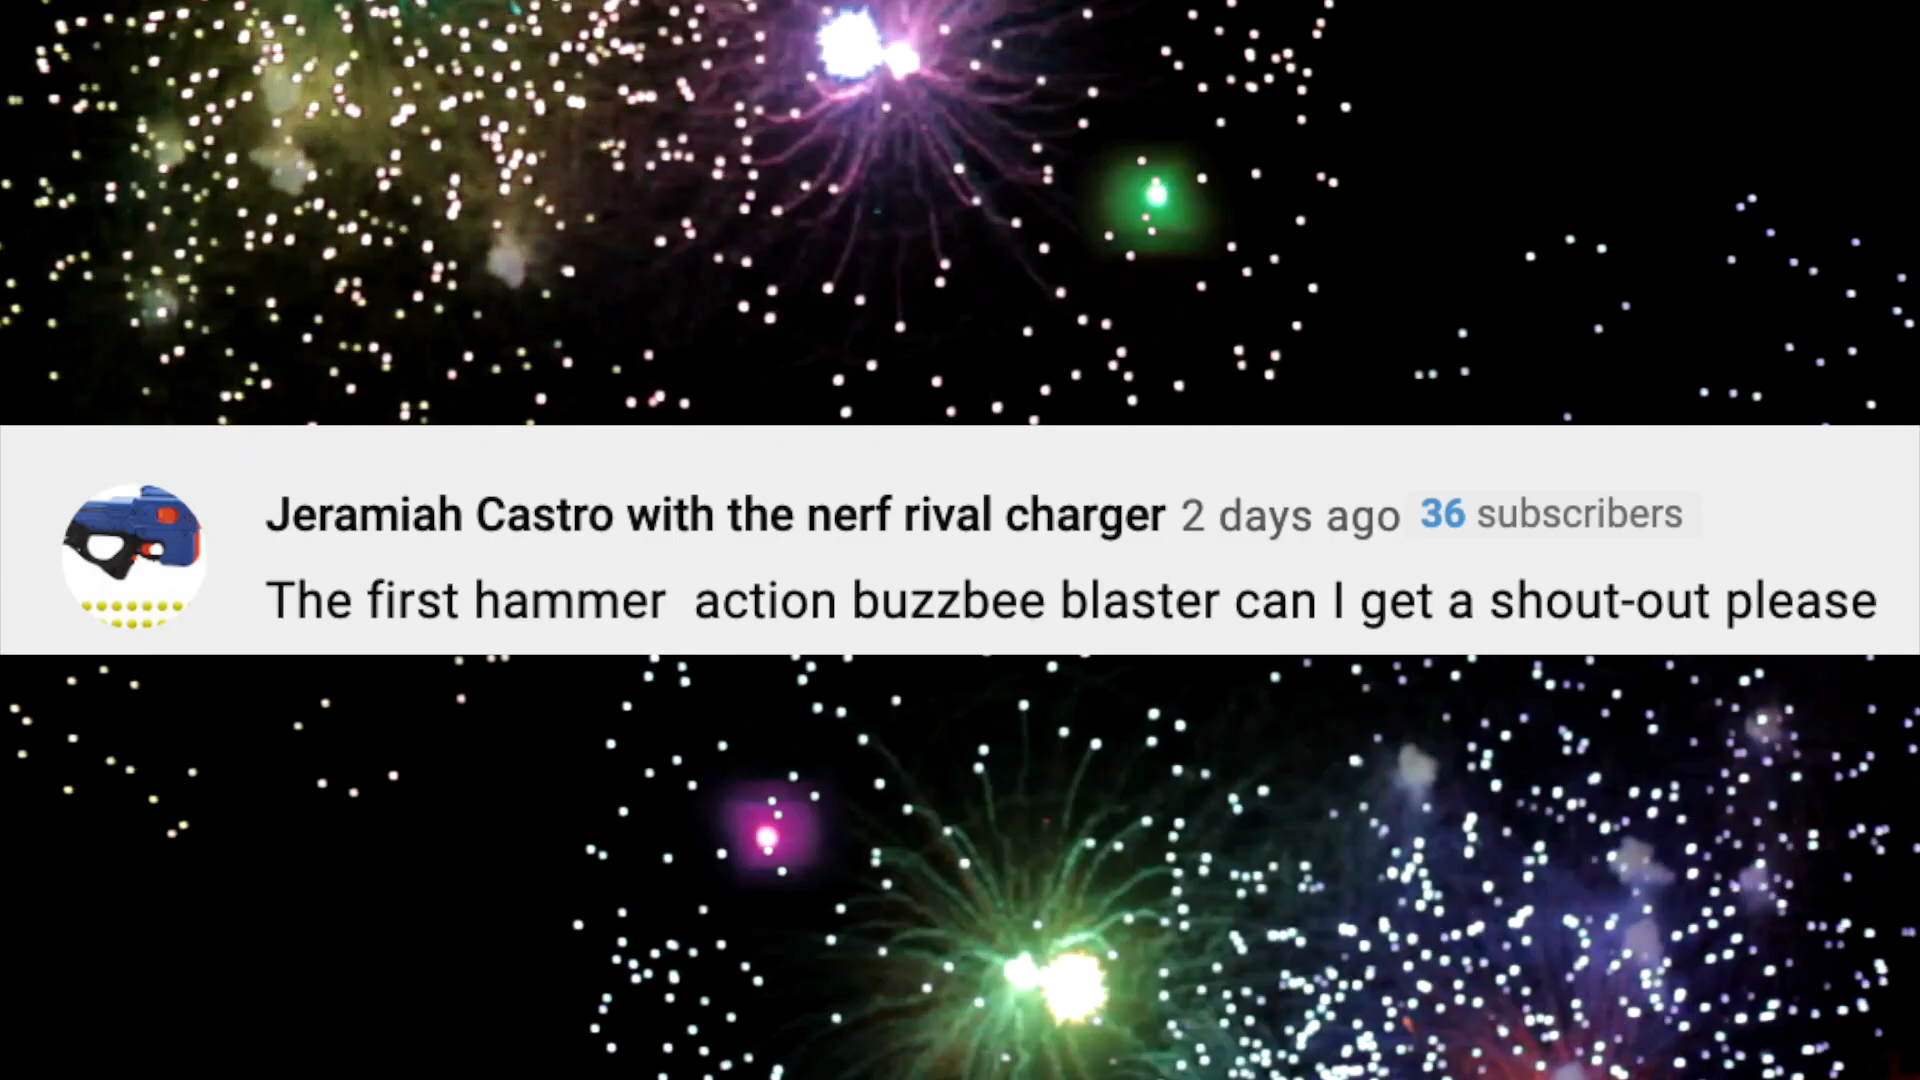 Jeramiah Castro with the nerf rival charger 2 days ago 36 subscribers
The first hammer  action buzzbee blaster can I get a shout-out please